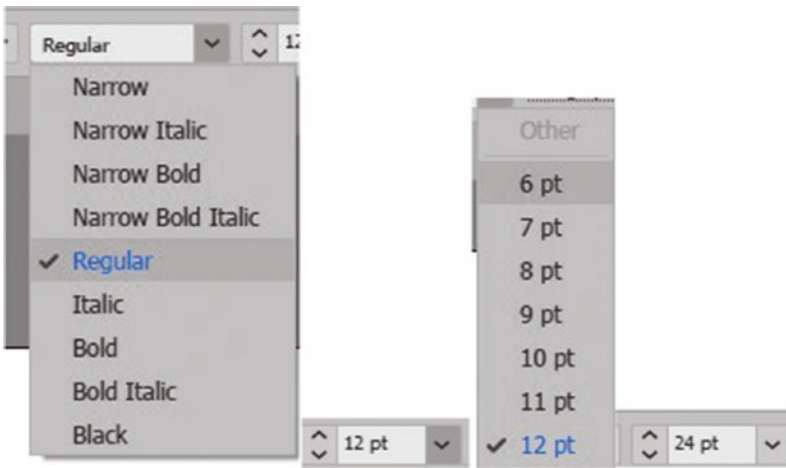 Regular
12
Narrow
Narrow Italic
Narrow Bold
Narrow Bold Italic
Regular
Italic
Bold
Bold Italic
Black
12 pt
Other
6 pt
7 pt
8 pt
9 pt
10 pt
11 pt
12 pt
24 pt